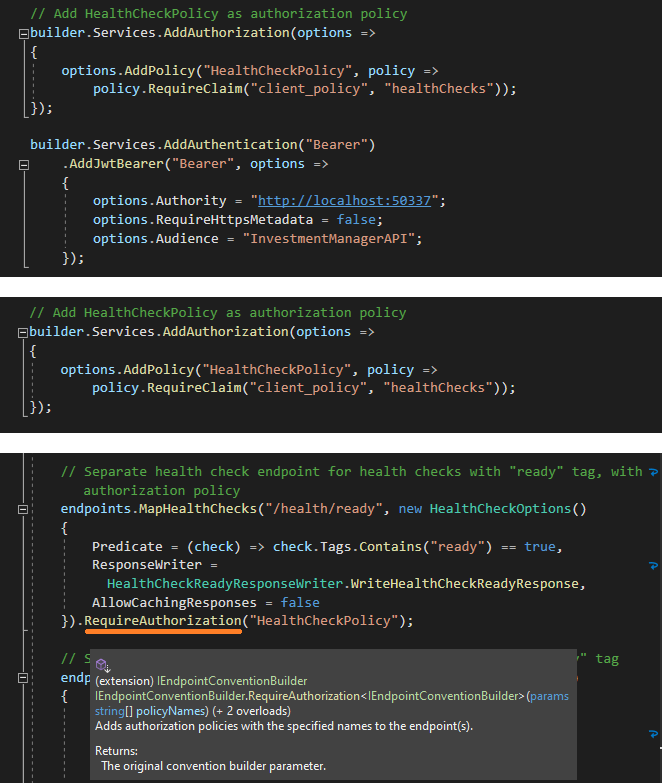 // Add HealthCheckPolicy as authorization policy
builder.Services.AddAuthorization(options =>
{
options.AddPolicy("HealthCheckPolicy", policy =>
policy.RequireClaim("client_policy", "healthChecks"));
});
builder.Services.AddAuthentication("Bearer")
.AddJwtBearer("Bearer", options =>
{
options.Authority = "http://localhost:50337";
options.RequireHttpsMetadata = false;
options.Audience = "InvestmentManagerAPI";
});
// Add HealthCheckPolicy as authorization policy
builder.Services.AddAuthorization(options =>
{
options.AddPolicy("HealthCheckPolicy", policy =>
policy.RequireClaim("client_policy", "healthChecks"));
});
// Separate health check endpoint for health checks with "ready" tag, with
authorization policy
endpoints.MapHealthChecks("/health/ready", new HealthCheckOptions()
{
Predicate = (check) => check.Tags.Contains("ready") == true,
ResponseWriter =
HealthCheckReadyResponseWriter.WriteHealthCheckReadyResponse,
AllowCachingResponses = false
}).RequireAuthorization("HealthCheckPolicy");
// S y" tag
endp
{
(extension) IEndpointConventionBuilder
IEndpointConventionBuilder.RequireAuthorization<IEndpointConventionBuilder>(params
string[] policyNames) (+ 2 overloads)
Adds authorization policies with the specified names to the endpoint(s).
Returns:
The original convention builder parameter.